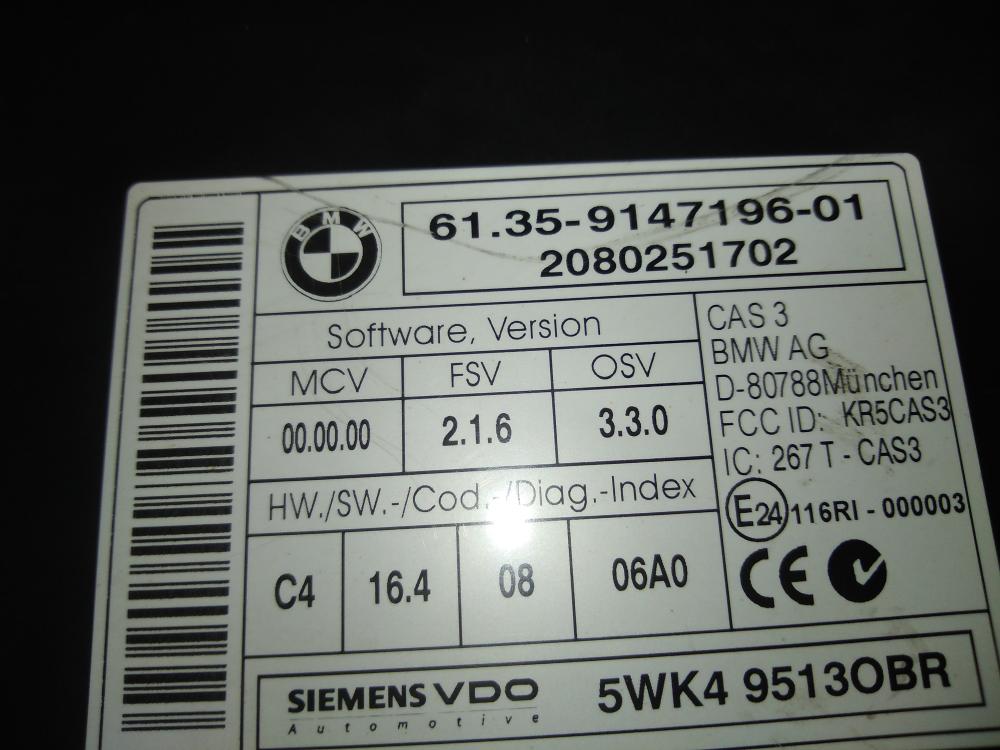 BMW
61.35-9147196-01
2080251702
Software, Version
MCV FSV OSV
00.00.00 2.1.6 3.3.0
HW./SW.-/Cod.-/Diag.-Index
C4 16.4 08 06A0
CAS 3
BMW AG
D-80788München
FCC ID: KR5CAS3
IC: 267 T - CAS3
E24 116RI - 000003
CE
SIEMENS VDO
Automotive
5WK4 9513OBR